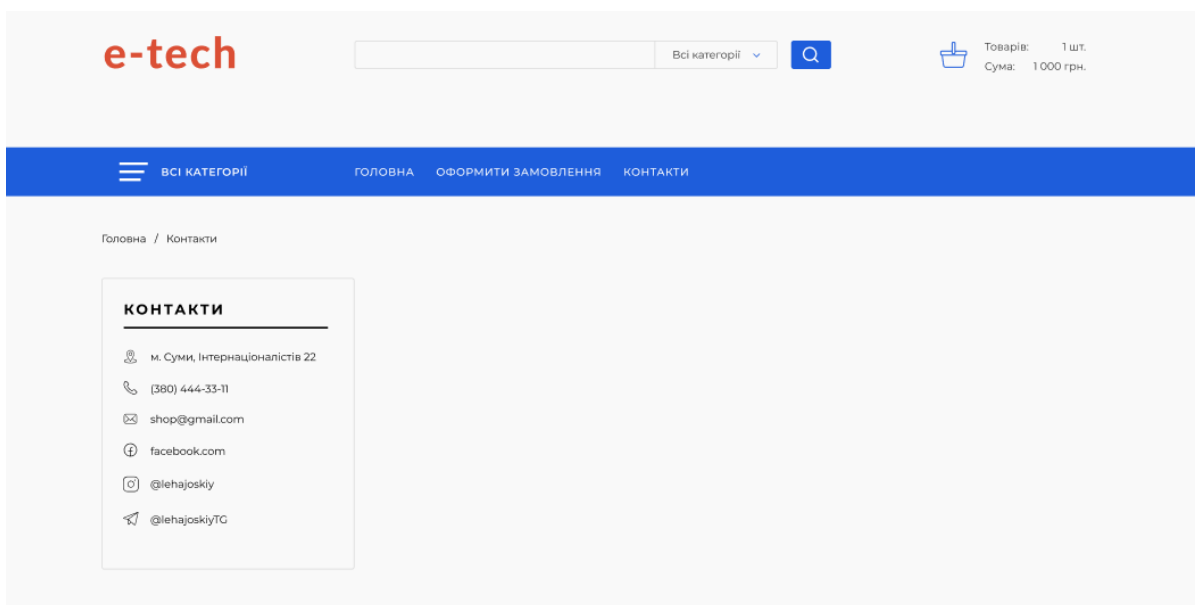 e-tech
Всі категорії
Товарів: 1 шт.
Сума: 1 000 грн.
ВСІ КАТЕГОРІЇ
ГОЛОВНА ОФОРМИТИ ЗАМОВЛЕННЯ КОНТАКТИ
Головна / Контакти
КОНТАКТИ
м. Суми, Інтернаціоналістів 22
(380) 444-33-11
shop@gmail.com
facebook.com
@lehajoskiy
@lehajoskiyTG